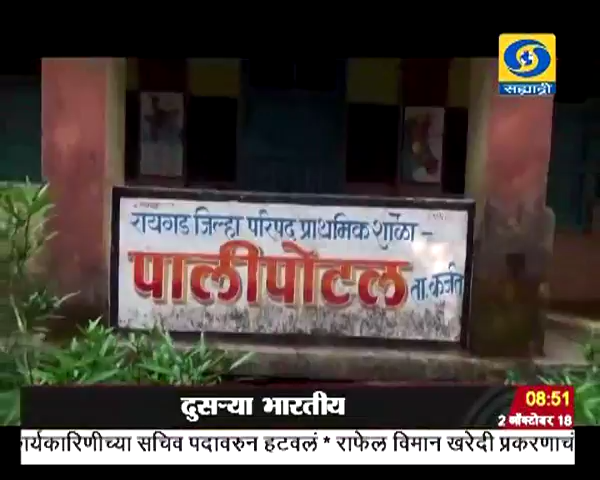 सह्याद्री
रायगड जिल्हा परिषद प्राथमिक शाळा -
पालीपोटल ता. कर्जत
दुसऱ्या भारतीय
08:51
2 ऑक्टोबर 18
कार्यकारिणीच्या सचिव पदावरुन हटवलं * राफेल विमान खरेदी प्रकरणाचं